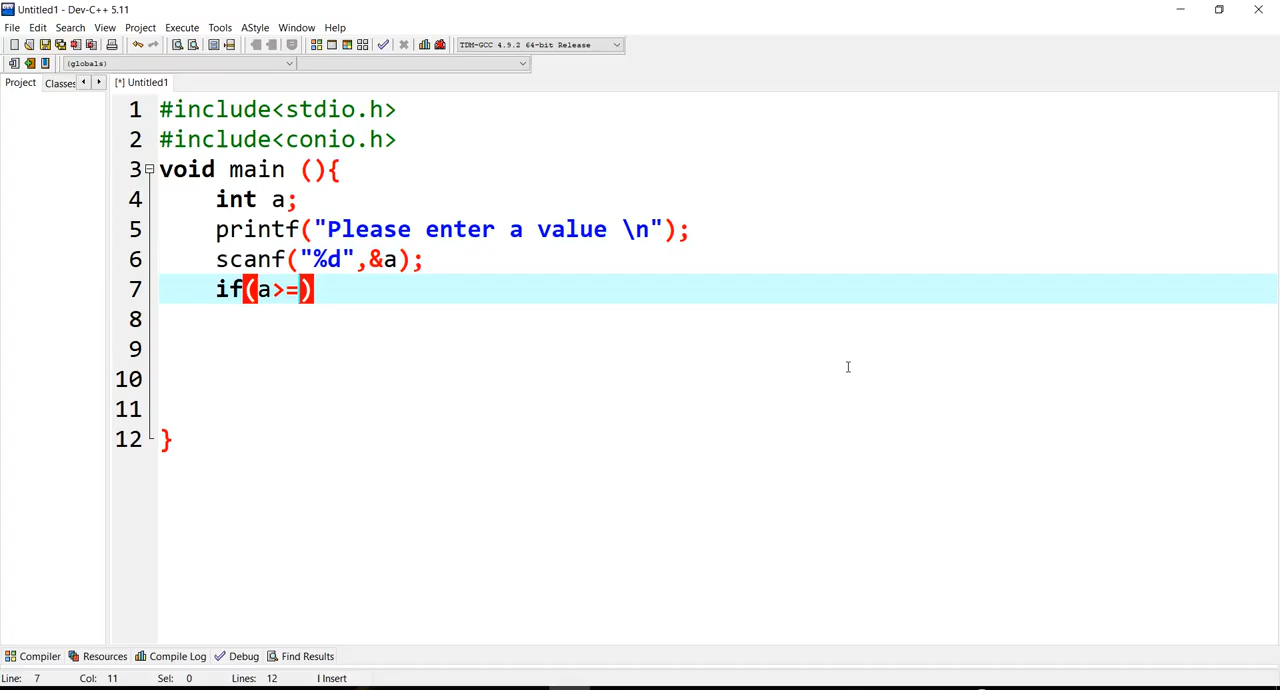 Untitled1 - Dev-C++ 5.11
File Edit Search View Project Execute Tools AStyle Window Help
TDM-GCC 4.9.2 64-bit Release
(globals)
Project Classes [*] Untitled1
1 #include<stdio.h>
2 #include<conio.h>
3 void main (){
4 int a;
5 printf("Please enter a value \n");
6 scanf("%d",&a);
7 if(a>=)
8
9
10
11
12 }
Compiler Resources Compile Log Debug Find Results
Line: 7 Col: 11 Sel: 0 Lines: 12 Insert